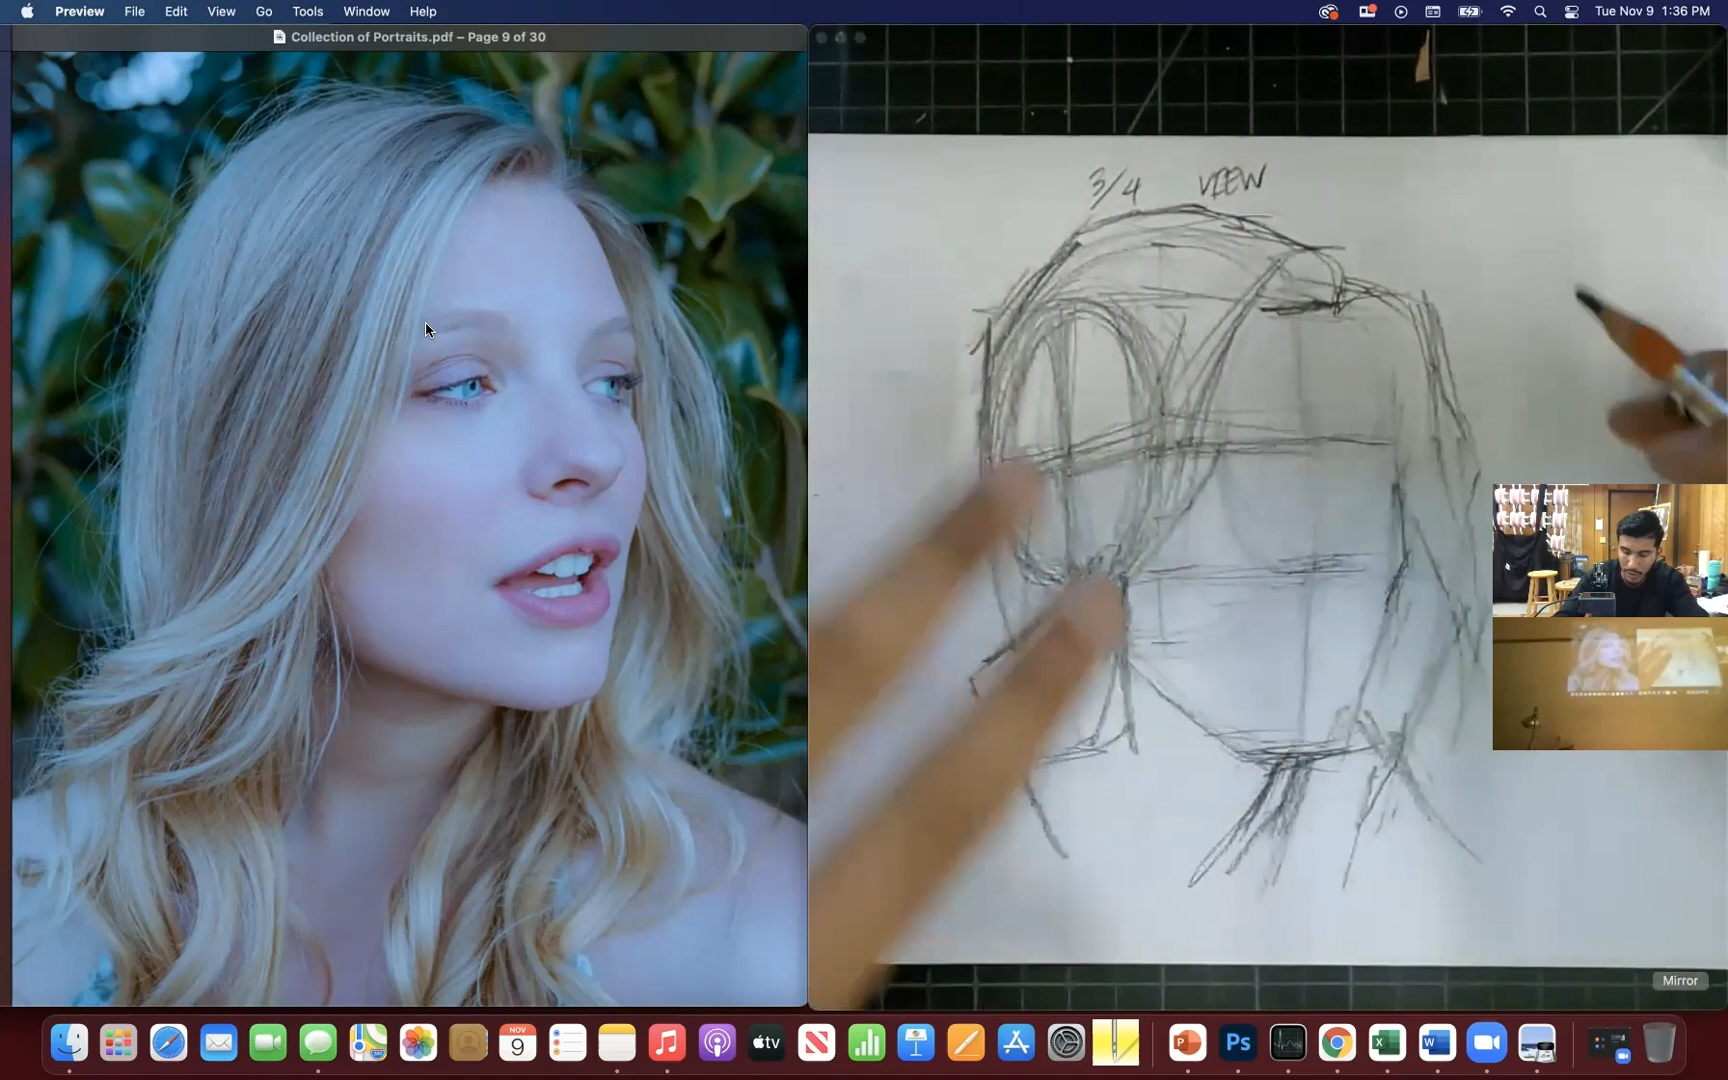 Preview File Edit View Go Tools Window Help
Tue Nov 9 1:36 PM
Collection of Portraits.pdf – Page 9 of 30
3/4 VIEW
Mirror
NOV
9
tv
P
Ps
X
W